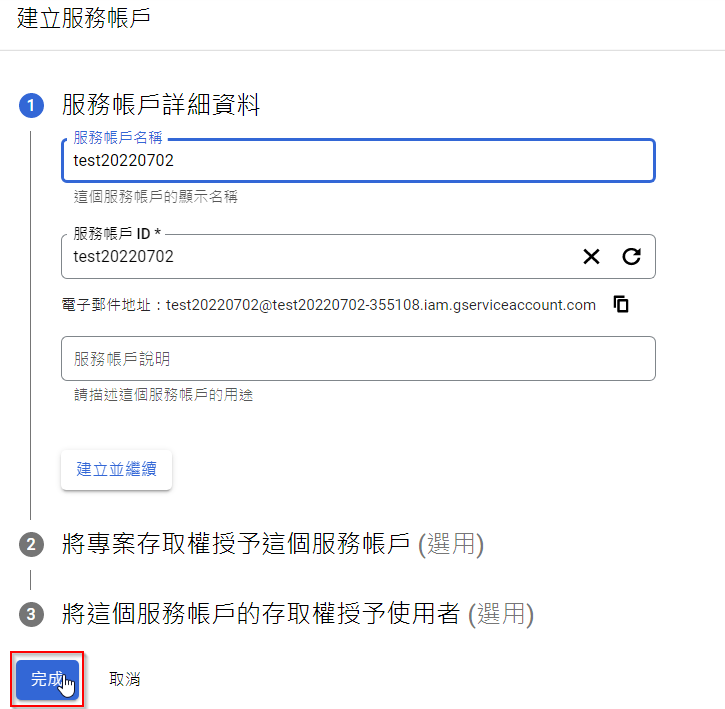 建立服務帳戶
1 服務帳戶詳細資料
服務帳戶名稱
test20220702
這個服務帳戶的顯示名稱
服務帳戶 ID *
test20220702
電子郵件地址：test20220702@test20220702-355108.iam.gserviceaccount.com
服務帳戶說明
請描述這個服務帳戶的用途
建立並繼續
2 將專案存取權授予這個服務帳戶 (選用)
3 將這個服務帳戶的存取權授予使用者 (選用)
完成 取消